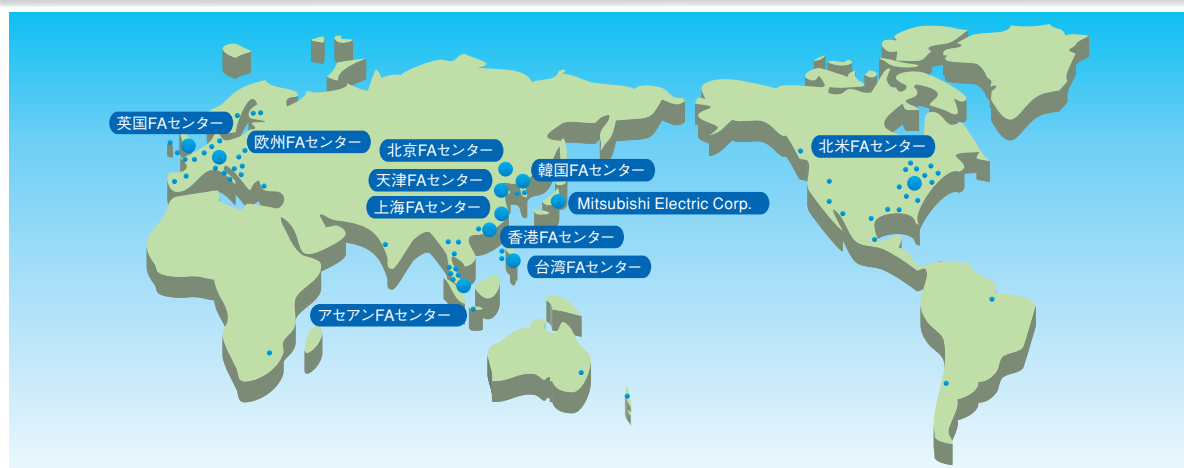 英国FAセンター
欧州FAセンター
北京FAセンター
天津FAセンター
上海FAセンター
韓国FAセンター
Mitsubishi Electric Corp.
香港FAセンター
台湾FAセンター
アセアンFAセンター
北米FAセンター